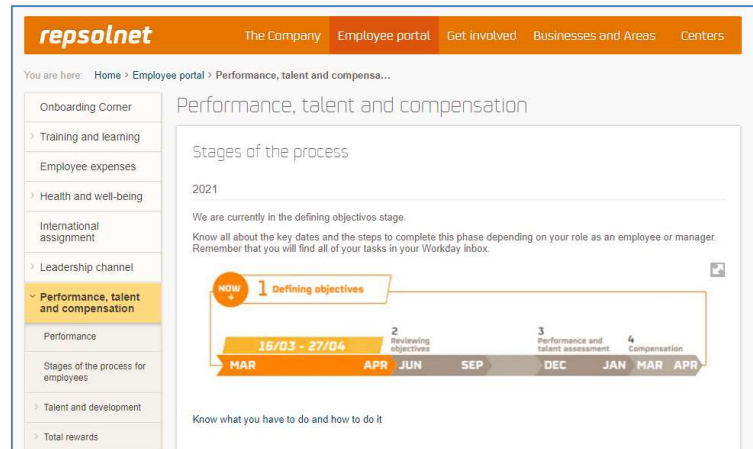 repsolnet
The Company Employee portal Get involved Businesses and Areas Centers
You are here: Home > Employee portal > Performance, talent and compensa...
Onboarding Corner
Training and learning
Employee expenses
Health and well-being
International
assignment
Leadership channel
Performance, talent
and compensation
Performance
Stages of the process for
employees
Talent and development
Total rewards
Performance, talent and compensation
Stages of the process
2021
We are currently in the defining objectivos stage.
Know all about the key dates and the steps to complete this phase depending on your role as an employee or manager.
Remember that you will find all of your tasks in your Workday inbox.
NOW
1 Defining objectives
16/03 - 27/04
2
Reviewing
objectives
3
Performance and
talent assessment
4
Compensation
MAR APR JUN SEP DEC JAN MAR APR
Know what you have to do and how to do it